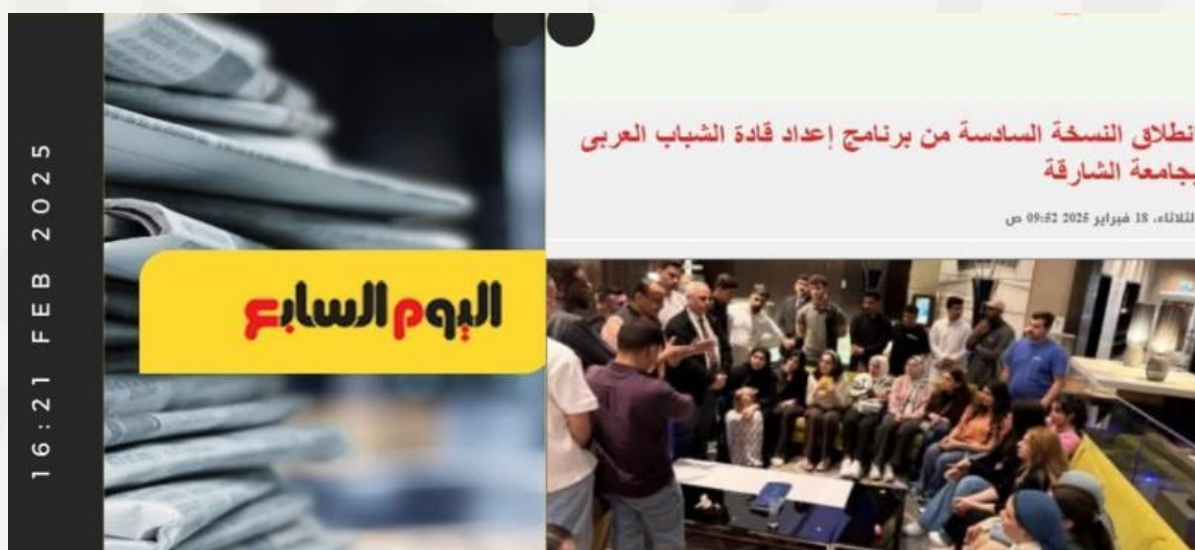 16:21 FEB 2025
اليوم السابع
نطلاق النسخة السادسة من برنامج إعداد قادة الشباب العربى
بجامعة الشارقة
لثلاثاء، 18 فبراير 2025 09:52 ص